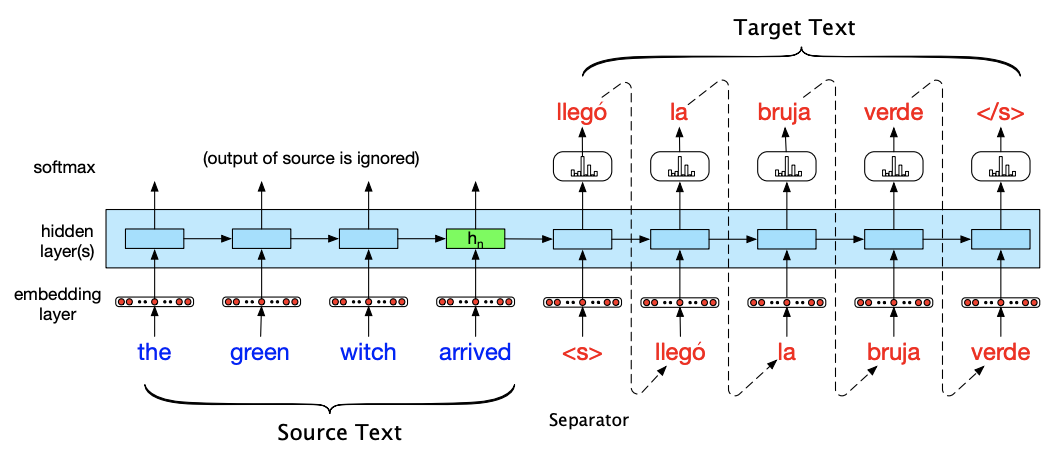 Target Text
llegó la bruja verde </s>
softmax
(output of source is ignored)
hidden
layer(s)
hn
embedding
layer
the green witch arrived <s> llegó la bruja verde
Separator
Source Text